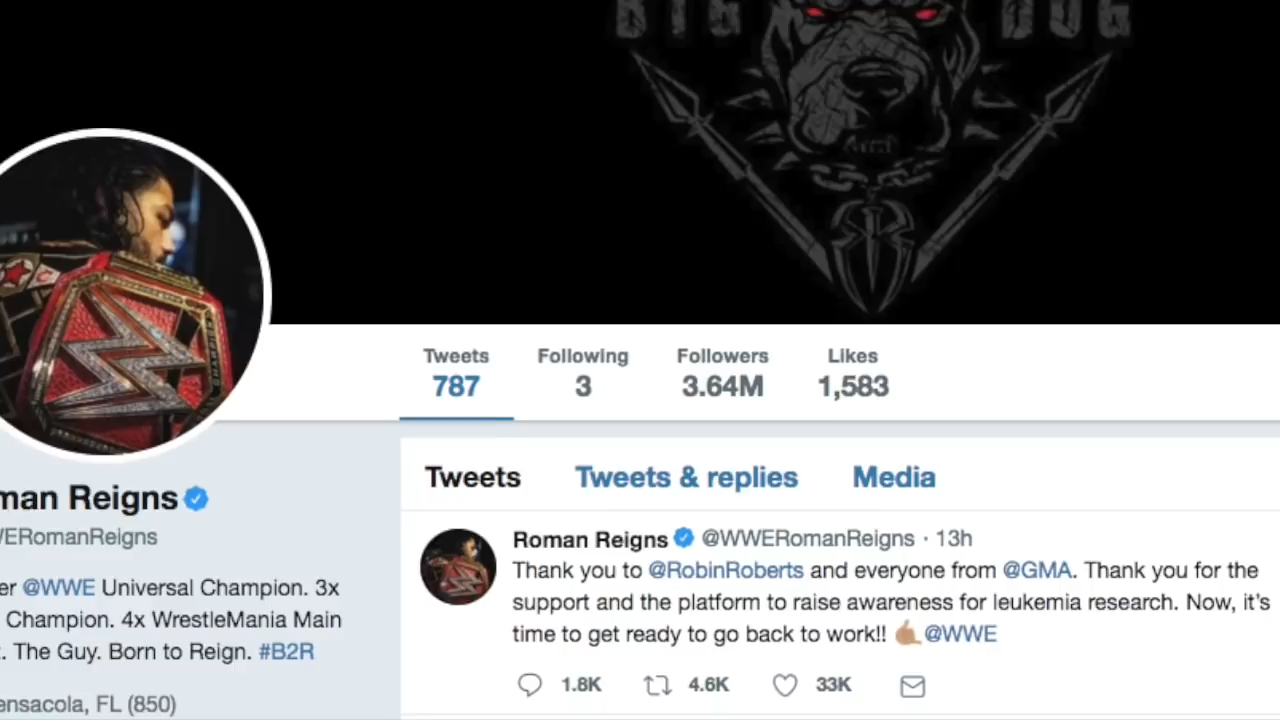 BIG DOG
Tweets Following Followers Likes
787 3 3.64M 1,583
Tweets Tweets & replies Media
man Reigns
ERomanReigns
er @WWE Universal Champion. 3x
Champion. 4x WrestleMania Main
. The Guy. Born to Reign. #B2R
ensacola, FL (850)
Roman Reigns @WWERomanReigns · 13h
Thank you to @RobinRoberts and everyone from @GMA. Thank you for the
support and the platform to raise awareness for leukemia research. Now, it's
time to get ready to go back to work!! 🤙🏽@WWE
1.8K 4.6K 33K